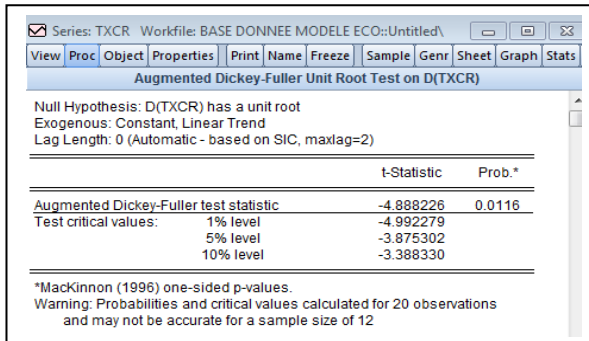 Series: TXCR Workfile: BASE DONNEE MODELE ECO::Untitled\
View Proc Object Properties Print Name Freeze Sample Genr Sheet Graph Stats
Augmented Dickey-Fuller Unit Root Test on D(TXCR)
Null Hypothesis: D(TXCR) has a unit root
Exogenous: Constant, Linear Trend
Lag Length: 0 (Automatic - based on SIC, maxlag=2)
t-Statistic Prob.*
Augmented Dickey-Fuller test statistic -4.888226 0.0116
Test critical values: 1% level -4.992279
5% level -3.875302
10% level -3.388330
*MacKinnon (1996) one-sided p-values.
Warning: Probabilities and critical values calculated for 20 observations
and may not be accurate for a sample size of 12